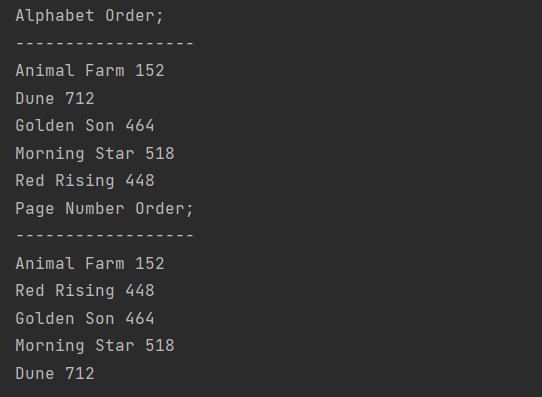 Alphabet Order;
------------------
Animal Farm 152
Dune 712
Golden Son 464
Morning Star 518
Red Rising 448
Page Number Order;
------------------
Animal Farm 152
Red Rising 448
Golden Son 464
Morning Star 518
Dune 712